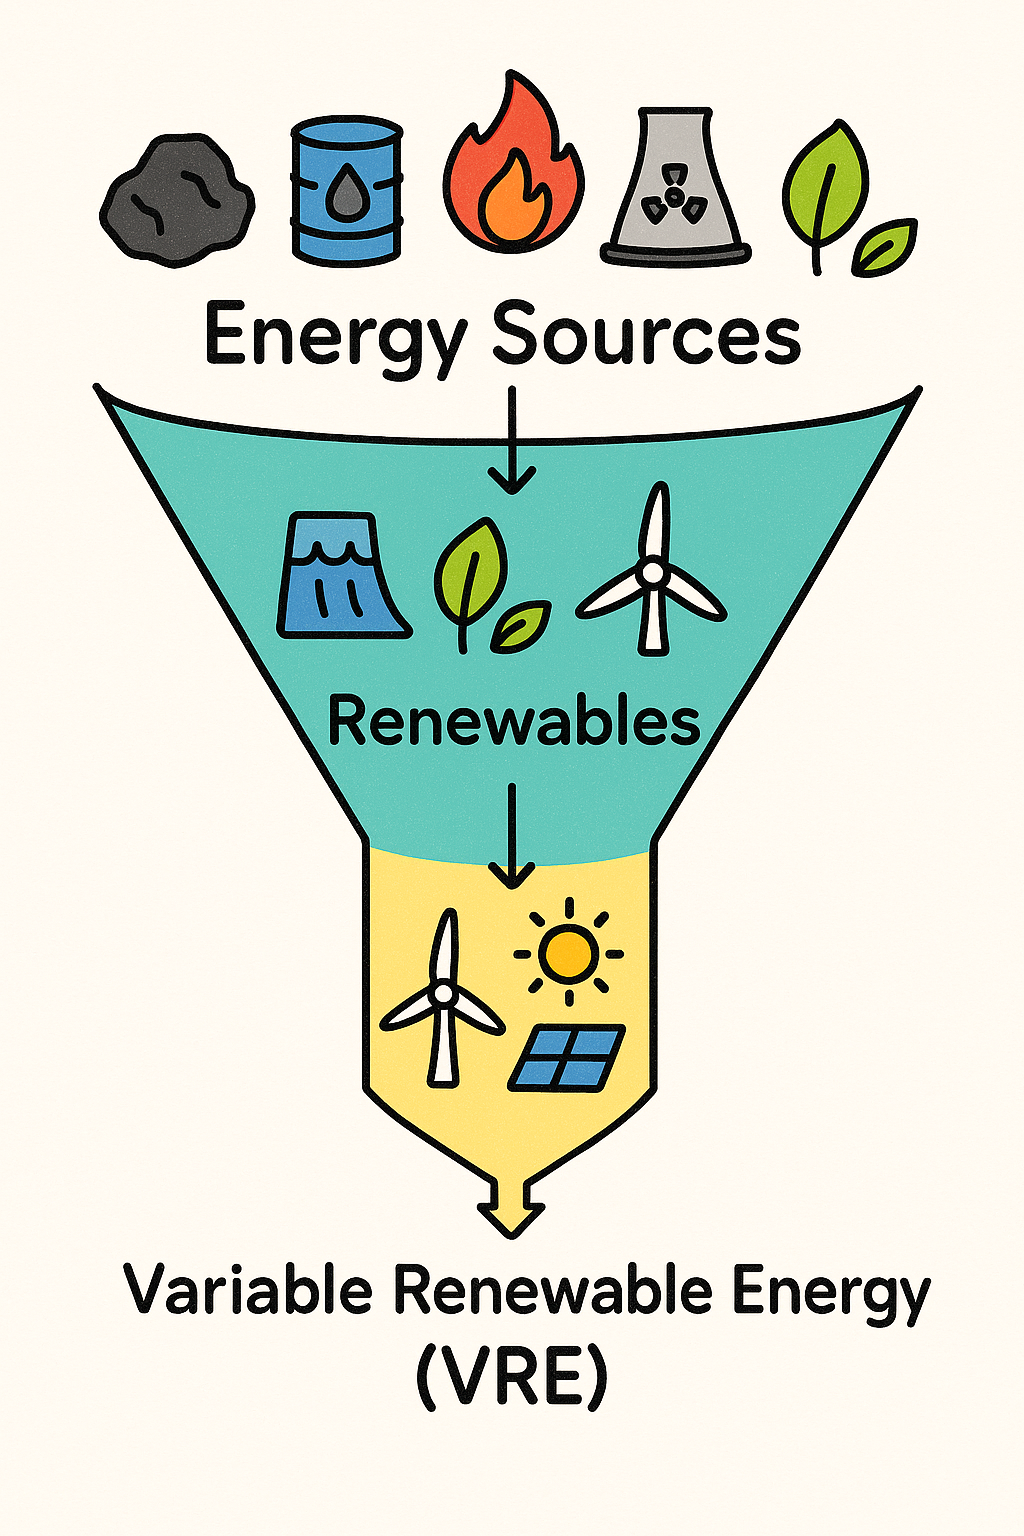 Energy Sources
Renewables
Variable Renewable Energy
(VRE)